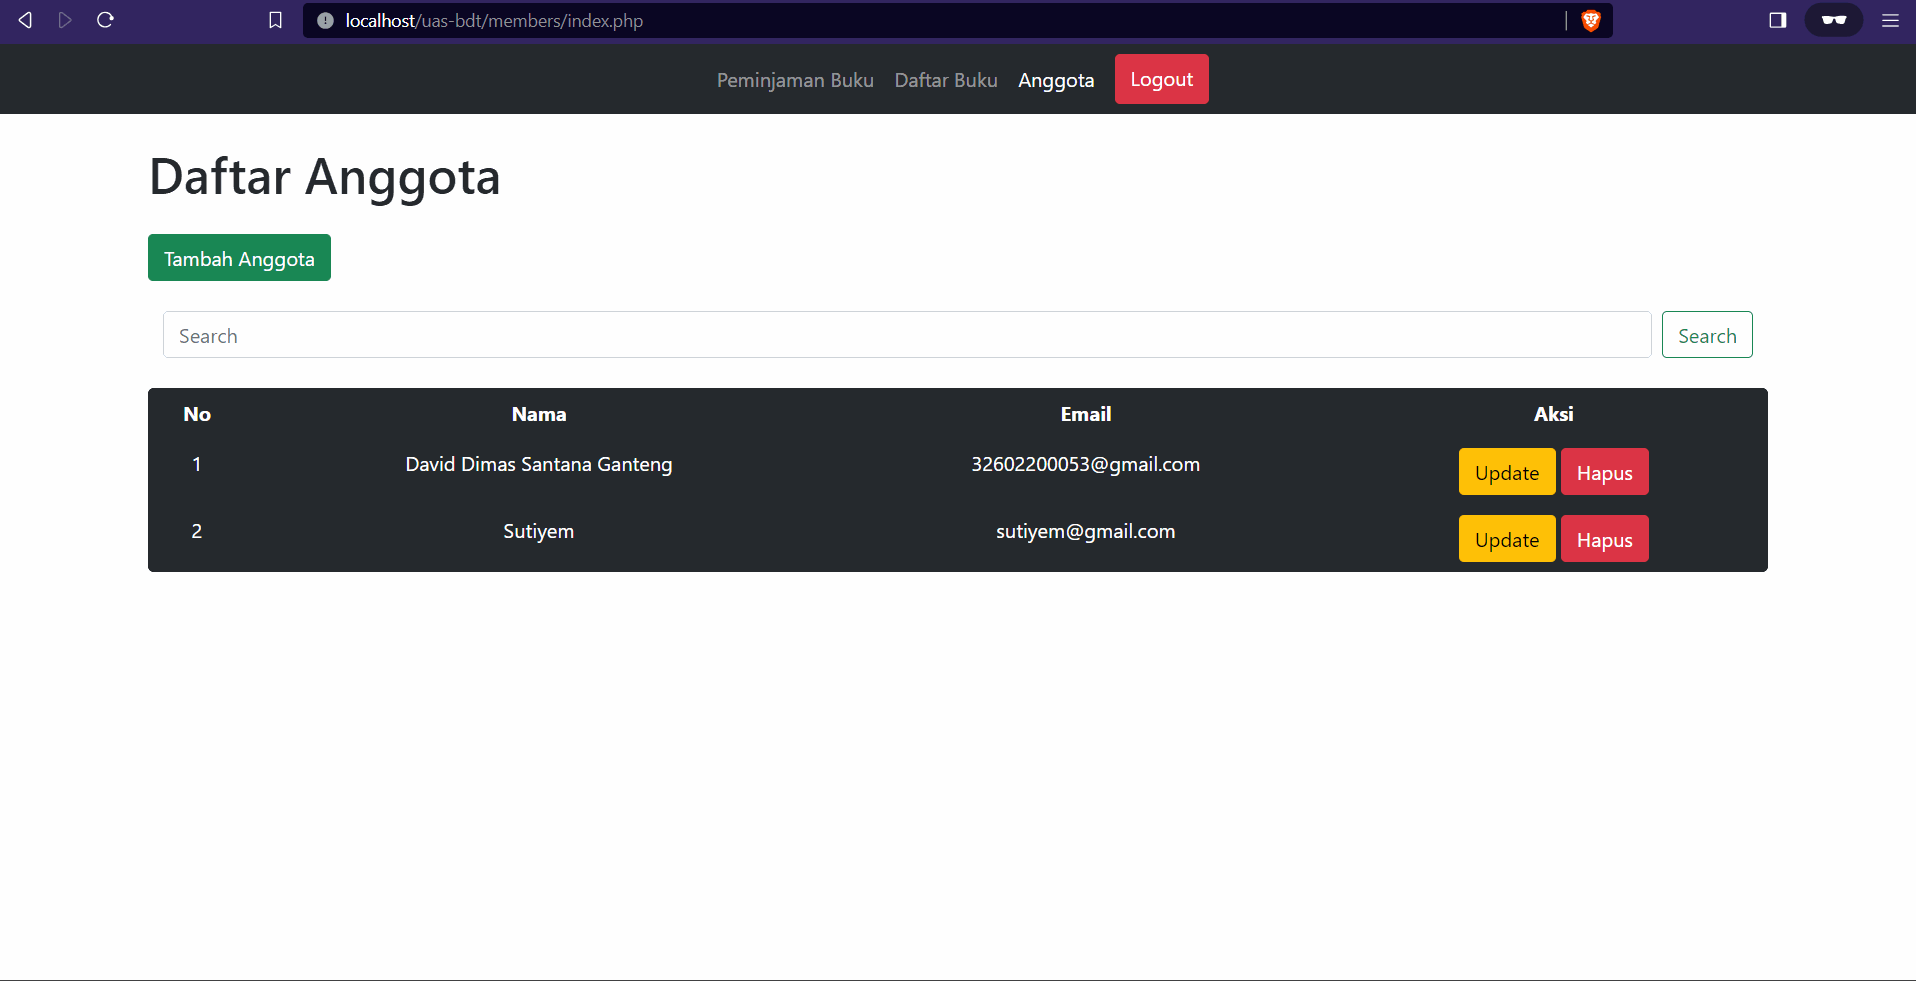 localhost/uas-bdt/members/index.php
Peminjaman Buku Daftar Buku Anggota Logout
Daftar Anggota
Tambah Anggota
Search Search
No Nama Email Aksi
1 David Dimas Santana Ganteng 32602200053@gmail.com Update Hapus
2 Sutiyem sutiyem@gmail.com Update Hapus